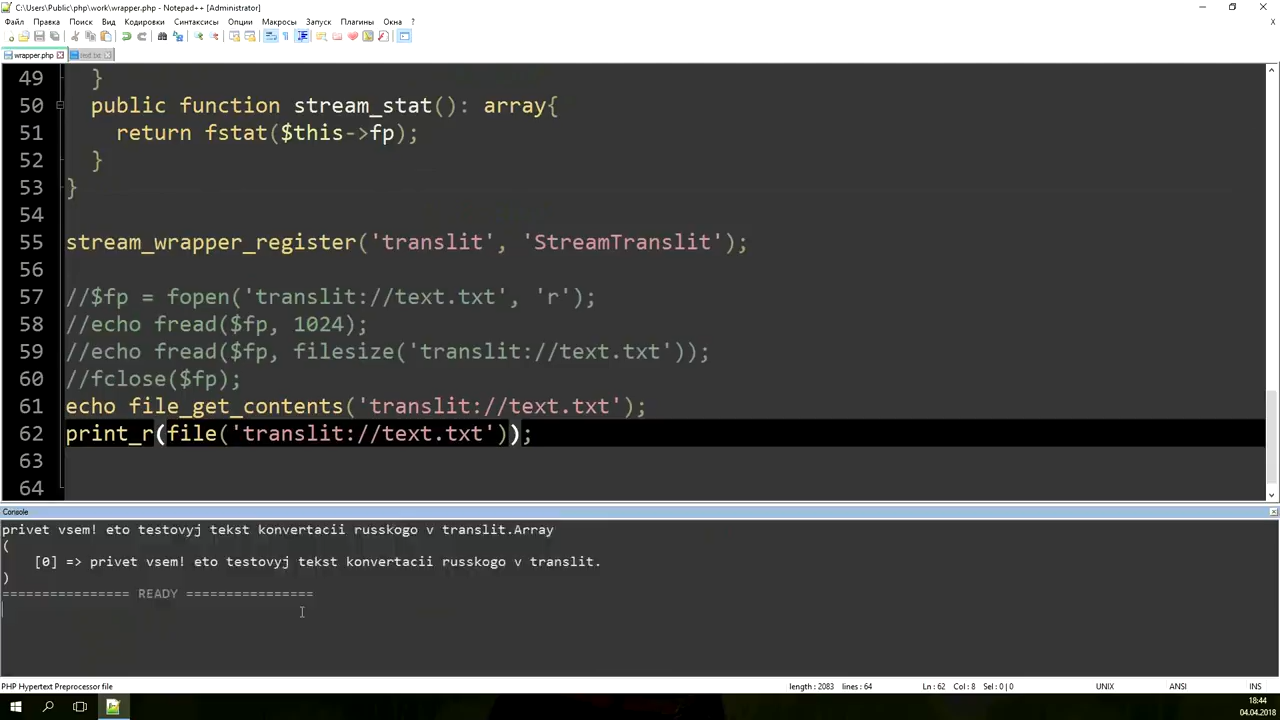 C:\Users\Public\php\work\wrapper.php - Notepad++ [Administrator]
Файл Правка Поиск Вид Кодировки Синтаксисы Опции Макросы Запуск Плагины Окна ? X
wrapper.php text.txt
49 }
50 public function stream_stat(): array{
51 return fstat($this->fp);
52 }
53 }
54
55 stream_wrapper_register('translit', 'StreamTranslit');
56
57 //$fp = fopen('translit://text.txt', 'r');
58 //echo fread($fp, 1024);
59 //echo fread($fp, filesize('translit://text.txt'));
60 //fclose($fp);
61 echo file_get_contents('translit://text.txt');
62 print_r(file('translit://text.txt'));
63
64
Console
privet vsem! eto testovyj tekst konvertacii russkogo v translit.Array
(
[0] => privet vsem! eto testovyj tekst konvertacii russkogo v translit.
)
================ READY ================
PHP Hypertext Preprocessor file length : 2083 lines : 64 Ln : 62 Col : 8 Sel : 0 | 0 UNIX ANSI INS
18:44
04.04.2018